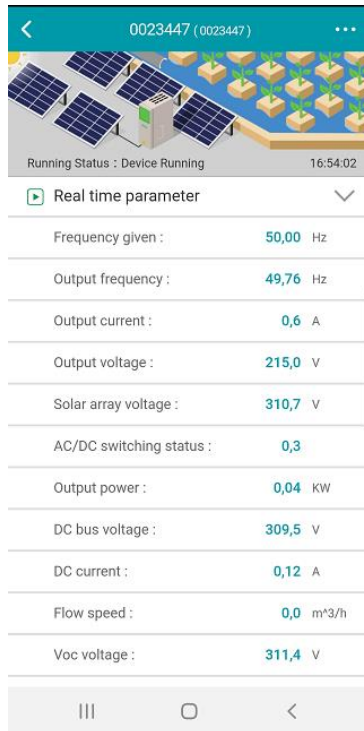 0023447 (0023447)
Running Status : Device Running 16:54:02
Real time parameter
Frequency given : 50,00 Hz
Output frequency : 49,76 Hz
Output current : 0,6 A
Output voltage : 215,0 V
Solar array voltage : 310,7 V
AC/DC switching status : 0,3
Output power : 0,04 KW
DC bus voltage : 309,5 V
DC current : 0,12 A
Flow speed : 0,0 m^3/h
Voc voltage : 311,4 V